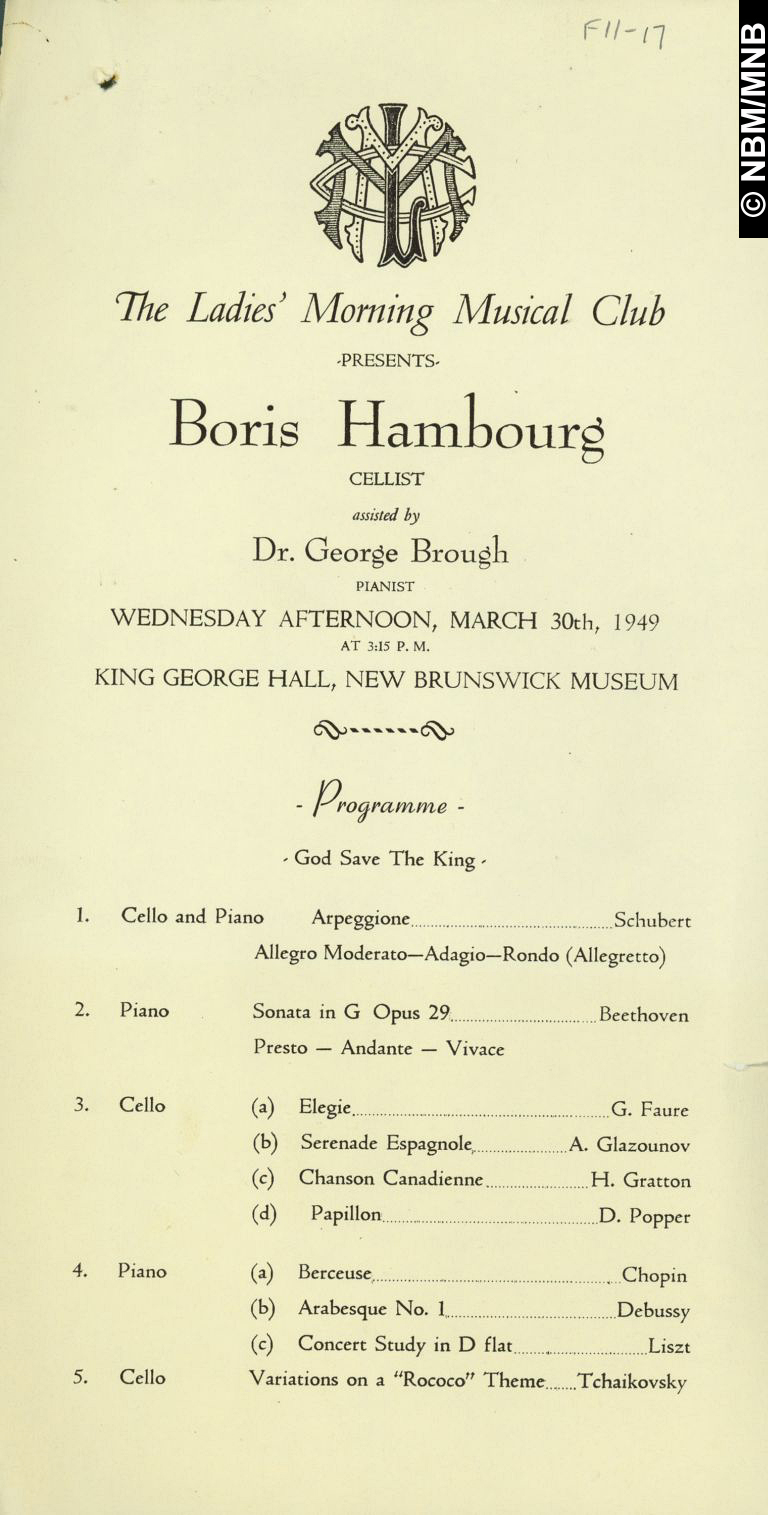 F11-17
© NBM/MNB
The Ladies' Morning Musical Club
-PRESENTS-
Boris Hambourg
CELLIST
assisted by
Dr. George Brough
PIANIST
WEDNESDAY AFTERNOON, MARCH 30th, 1949
AT 3:15 P. M.
KING GEORGE HALL, NEW BRUNSWICK MUSEUM
- Programme -
- God Save The King -
1. Cello and Piano Arpeggione..........Schubert
Allegro Moderato—Adagio—Rondo (Allegretto)
2. Piano Sonata in G Opus 29..........Beethoven
Presto — Andante — Vivace
3. Cello (a) Elegie..........G. Faure
(b) Serenade Espagnole..........A. Glazounov
(c) Chanson Canadienne..........H. Gratton
(d) Papillon..........D. Popper
4. Piano (a) Berceuse..........Chopin
(b) Arabesque No. 1..........Debussy
(c) Concert Study in D flat..........Liszt
5. Cello Variations on a "Rococo" Theme.......Tchaikovsky